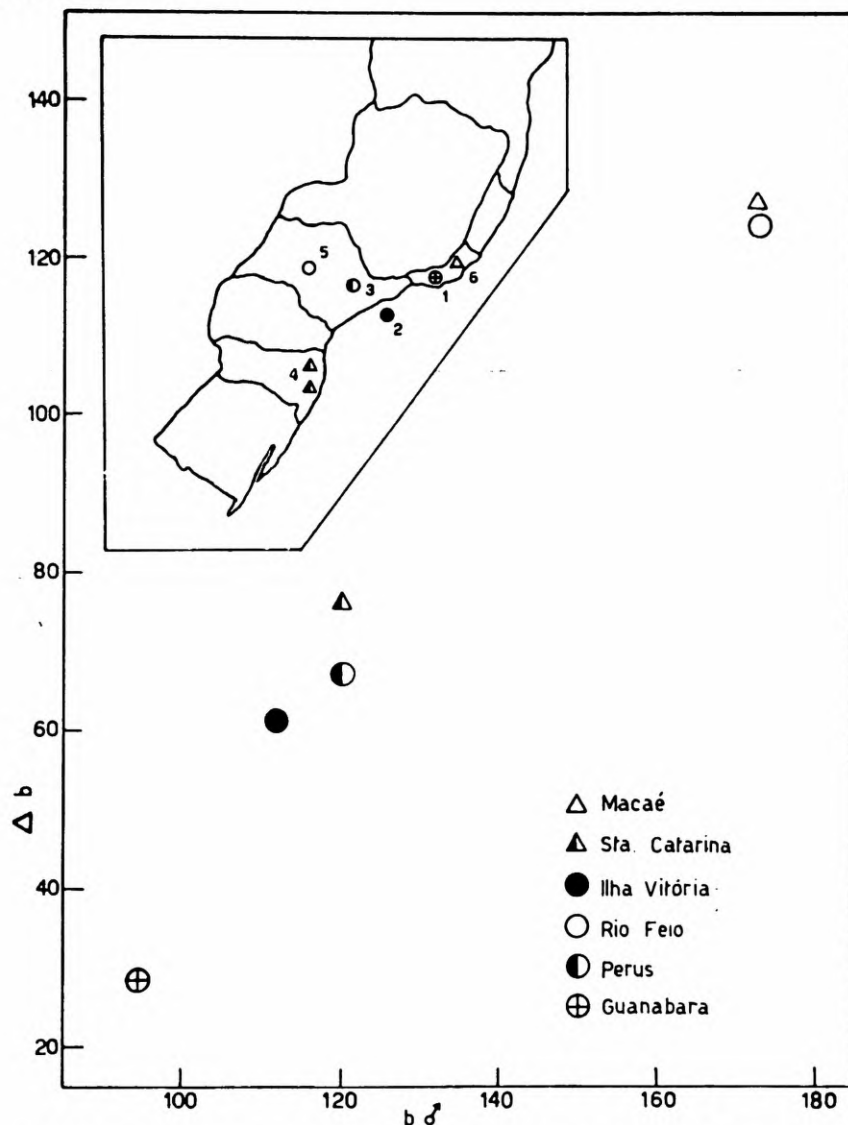 140
120
100
80
60
40
20
Δ b
5
3
1
6
2
4
Macaé
Sta. Catarina
Ilha Vitória
Rio Feio
Perus
Guanabara
100
120
140
160
180
b ♂